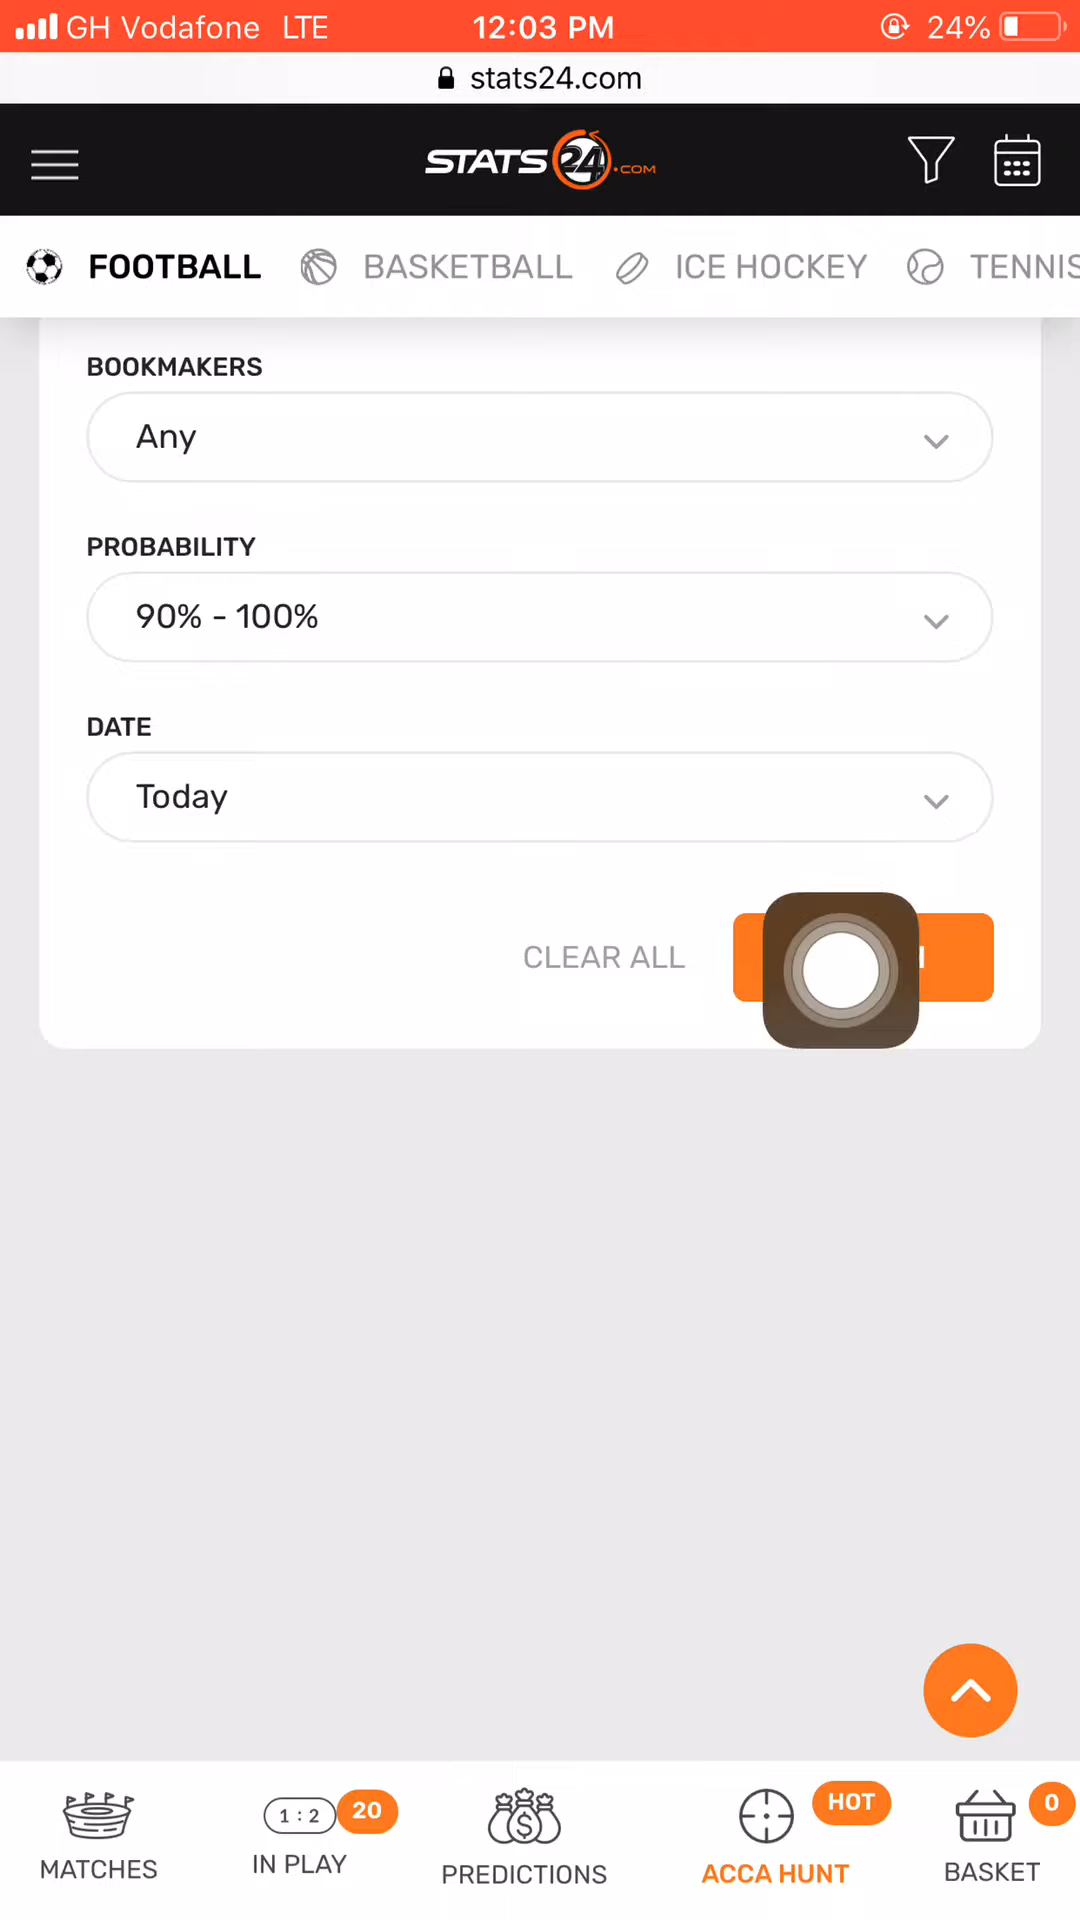 GH Vodafone LTE 12:03 PM 24%
stats24.com
STATS24.COM
FOOTBALL BASKETBALL ICE HOCKEY TENNIS
BOOKMAKERS
Any
PROBABILITY
90% - 100%
DATE
Today
CLEAR ALL
1 : 2 20 HOT 0
MATCHES IN PLAY PREDICTIONS ACCA HUNT BASKET